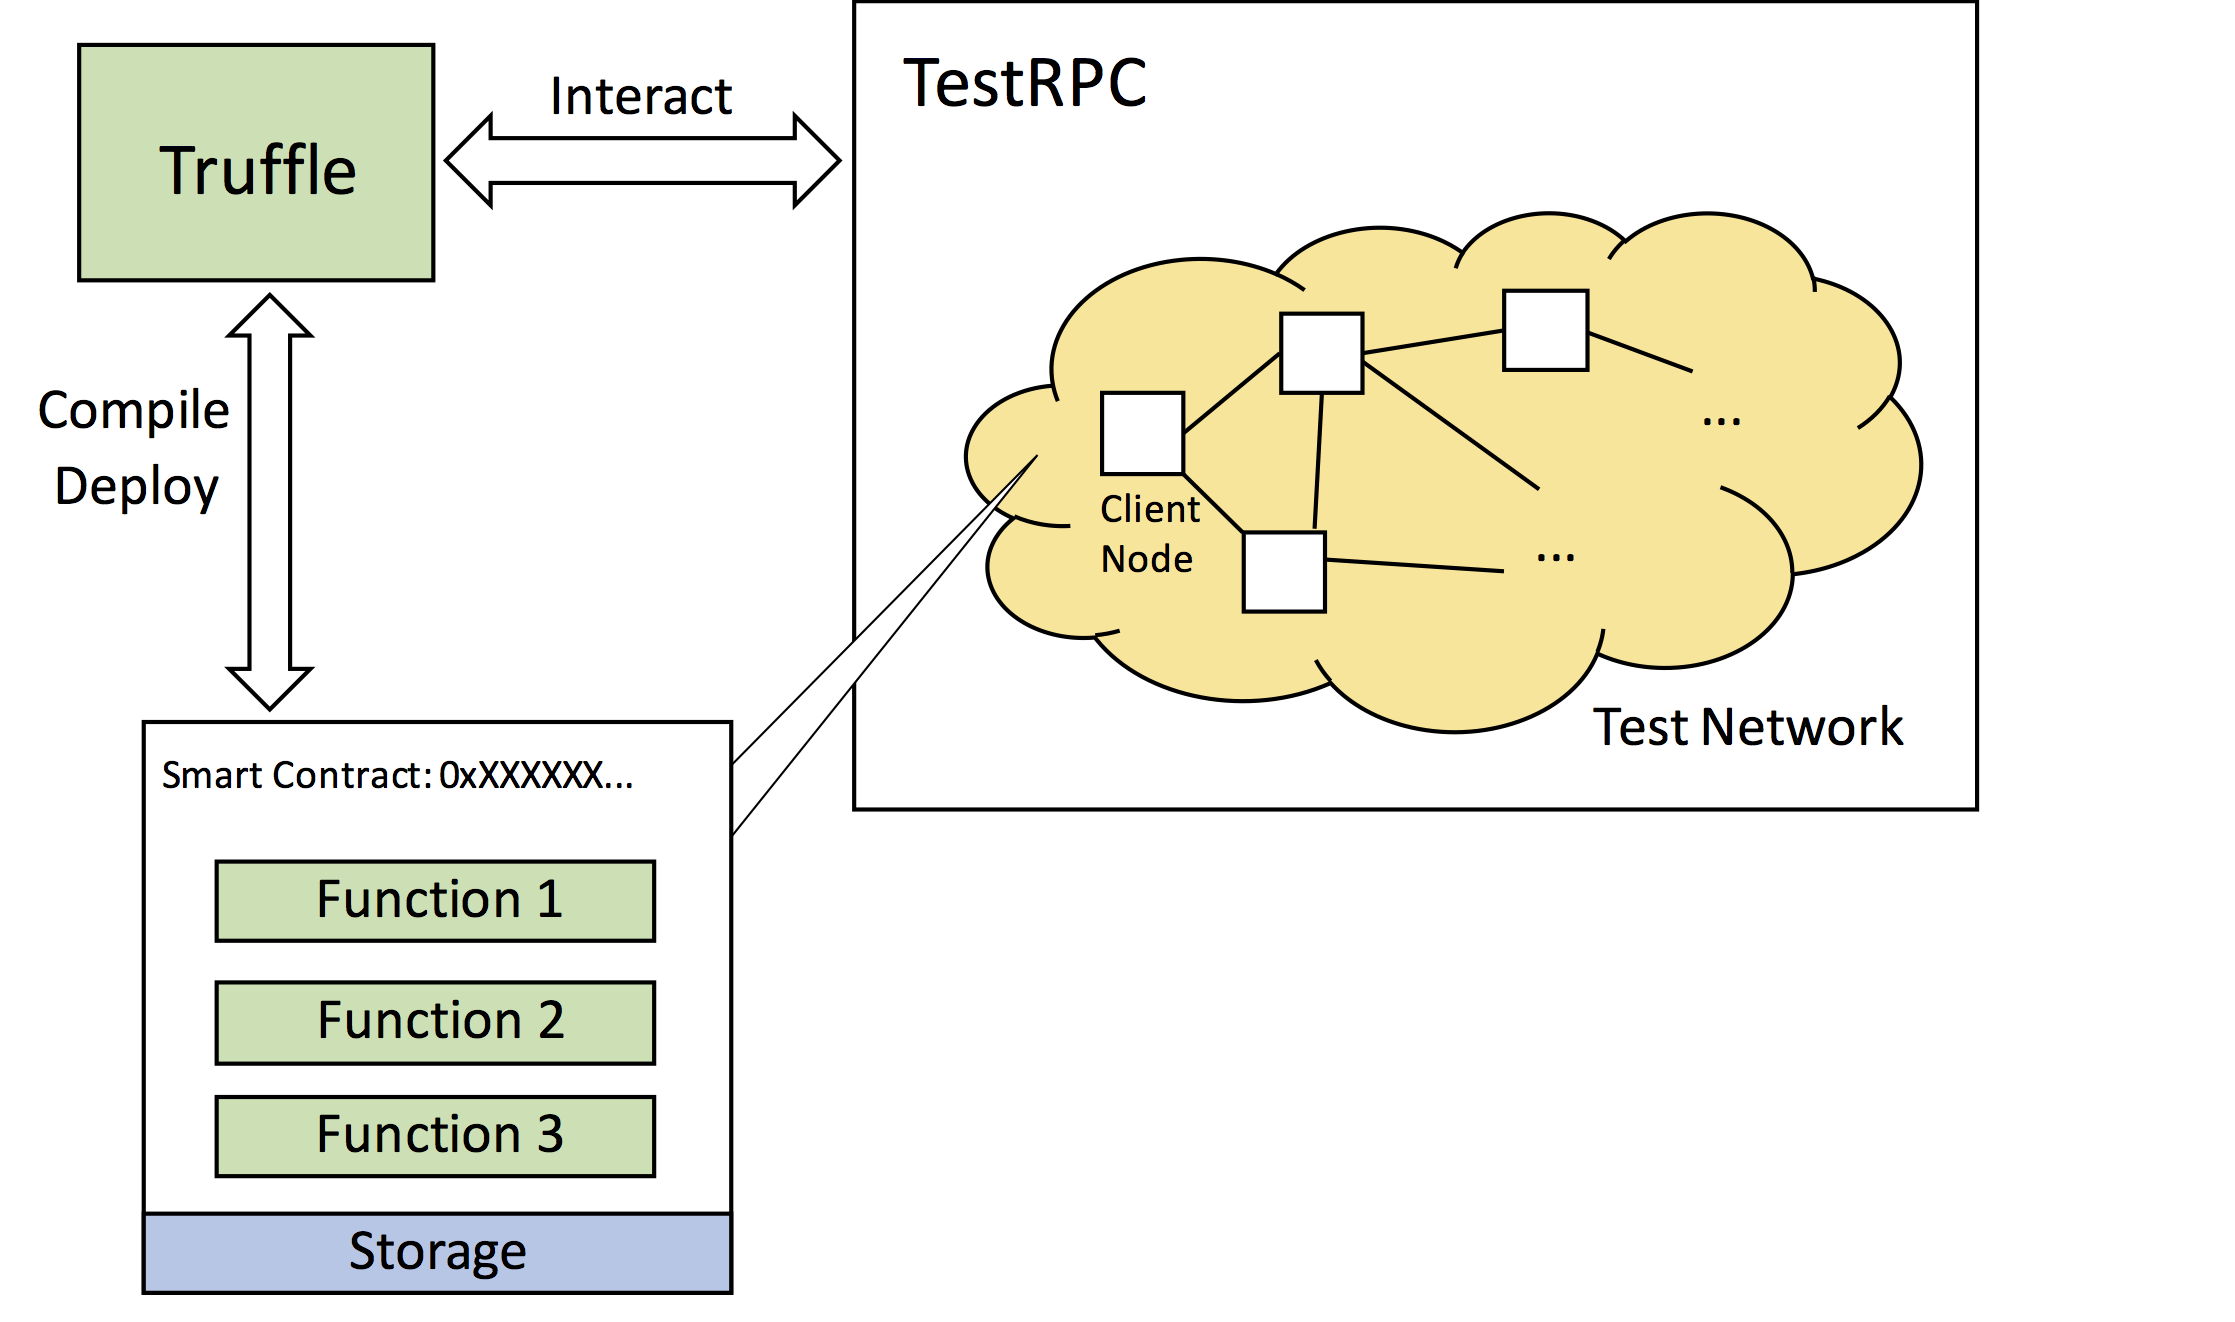 Truffle
Interact
TestRPC
Compile
Deploy
Client
Node
...
...
Test Network
Smart Contract: 0xXXXXXX...
Function 1
Function 2
Function 3
Storage